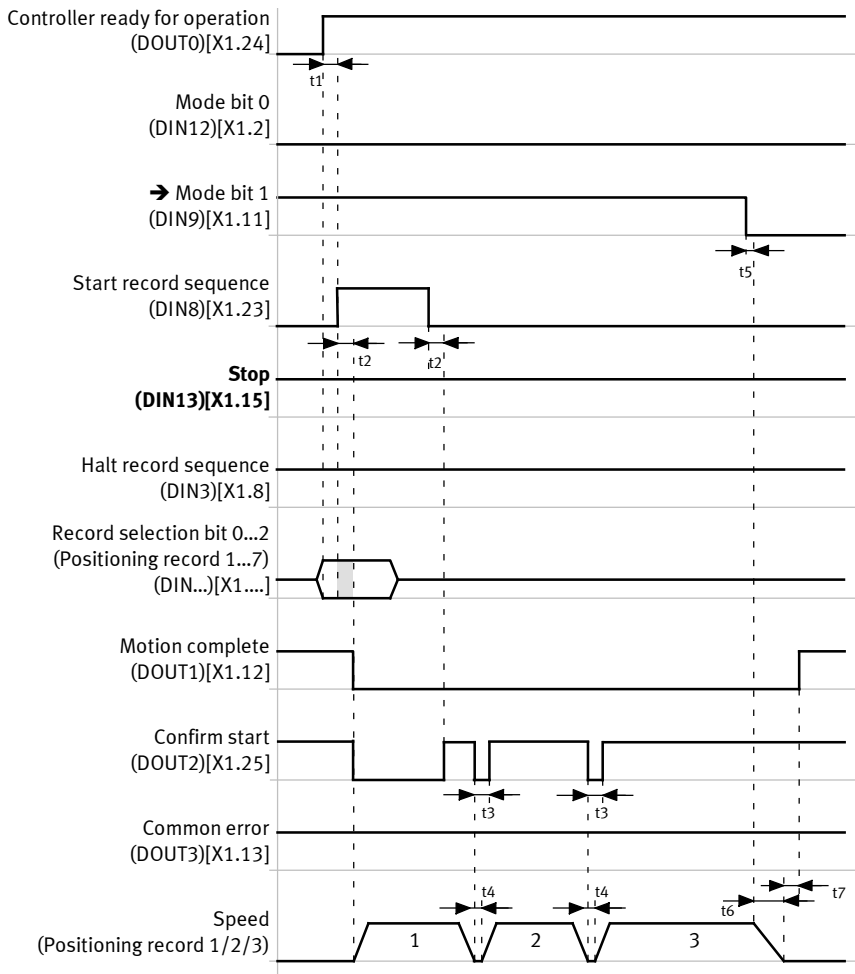 Controller ready for operation
(DOUT0)[X1.24]
t1
Mode bit 0
(DIN12)[X1.2]
➔ Mode bit 1
(DIN9)[X1.11]
t5
Start record sequence
(DIN8)[X1.23]
t2
t2
Stop
(DIN13)[X1.15]
Halt record sequence
(DIN3)[X1.8]
Record selection bit 0...2
(Positioning record 1...7)
(DIN...)[X1....]
Motion complete
(DOUT1)[X1.12]
Confirm start
(DOUT2)[X1.25]
t3
t3
Common error
(DOUT3)[X1.13]
t4
t4
t6
t7
Speed
(Positioning record 1/2/3)
1
2
3